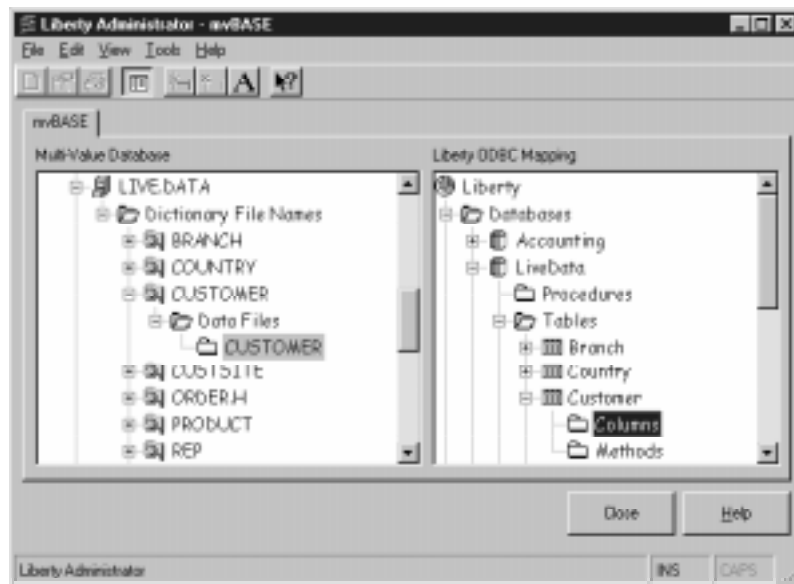 Liberty Administrator - mvBASE
File Edit View Tools Help
mvBASE
Multi-Value Database
LIVE.DATA
Dictionary File Names
BRANCH
COUNTRY
CUSTOMER
Data Files
CUSTOMER
CUSTSITE
ORDER.H
PRODUCT
REP
Liberty ODBC Mapping
Liberty
Databases
Accounting
LiveData
Procedures
Tables
Branch
Country
Customer
Columns
Methods
Close Help
Liberty Administrator INS CAPS